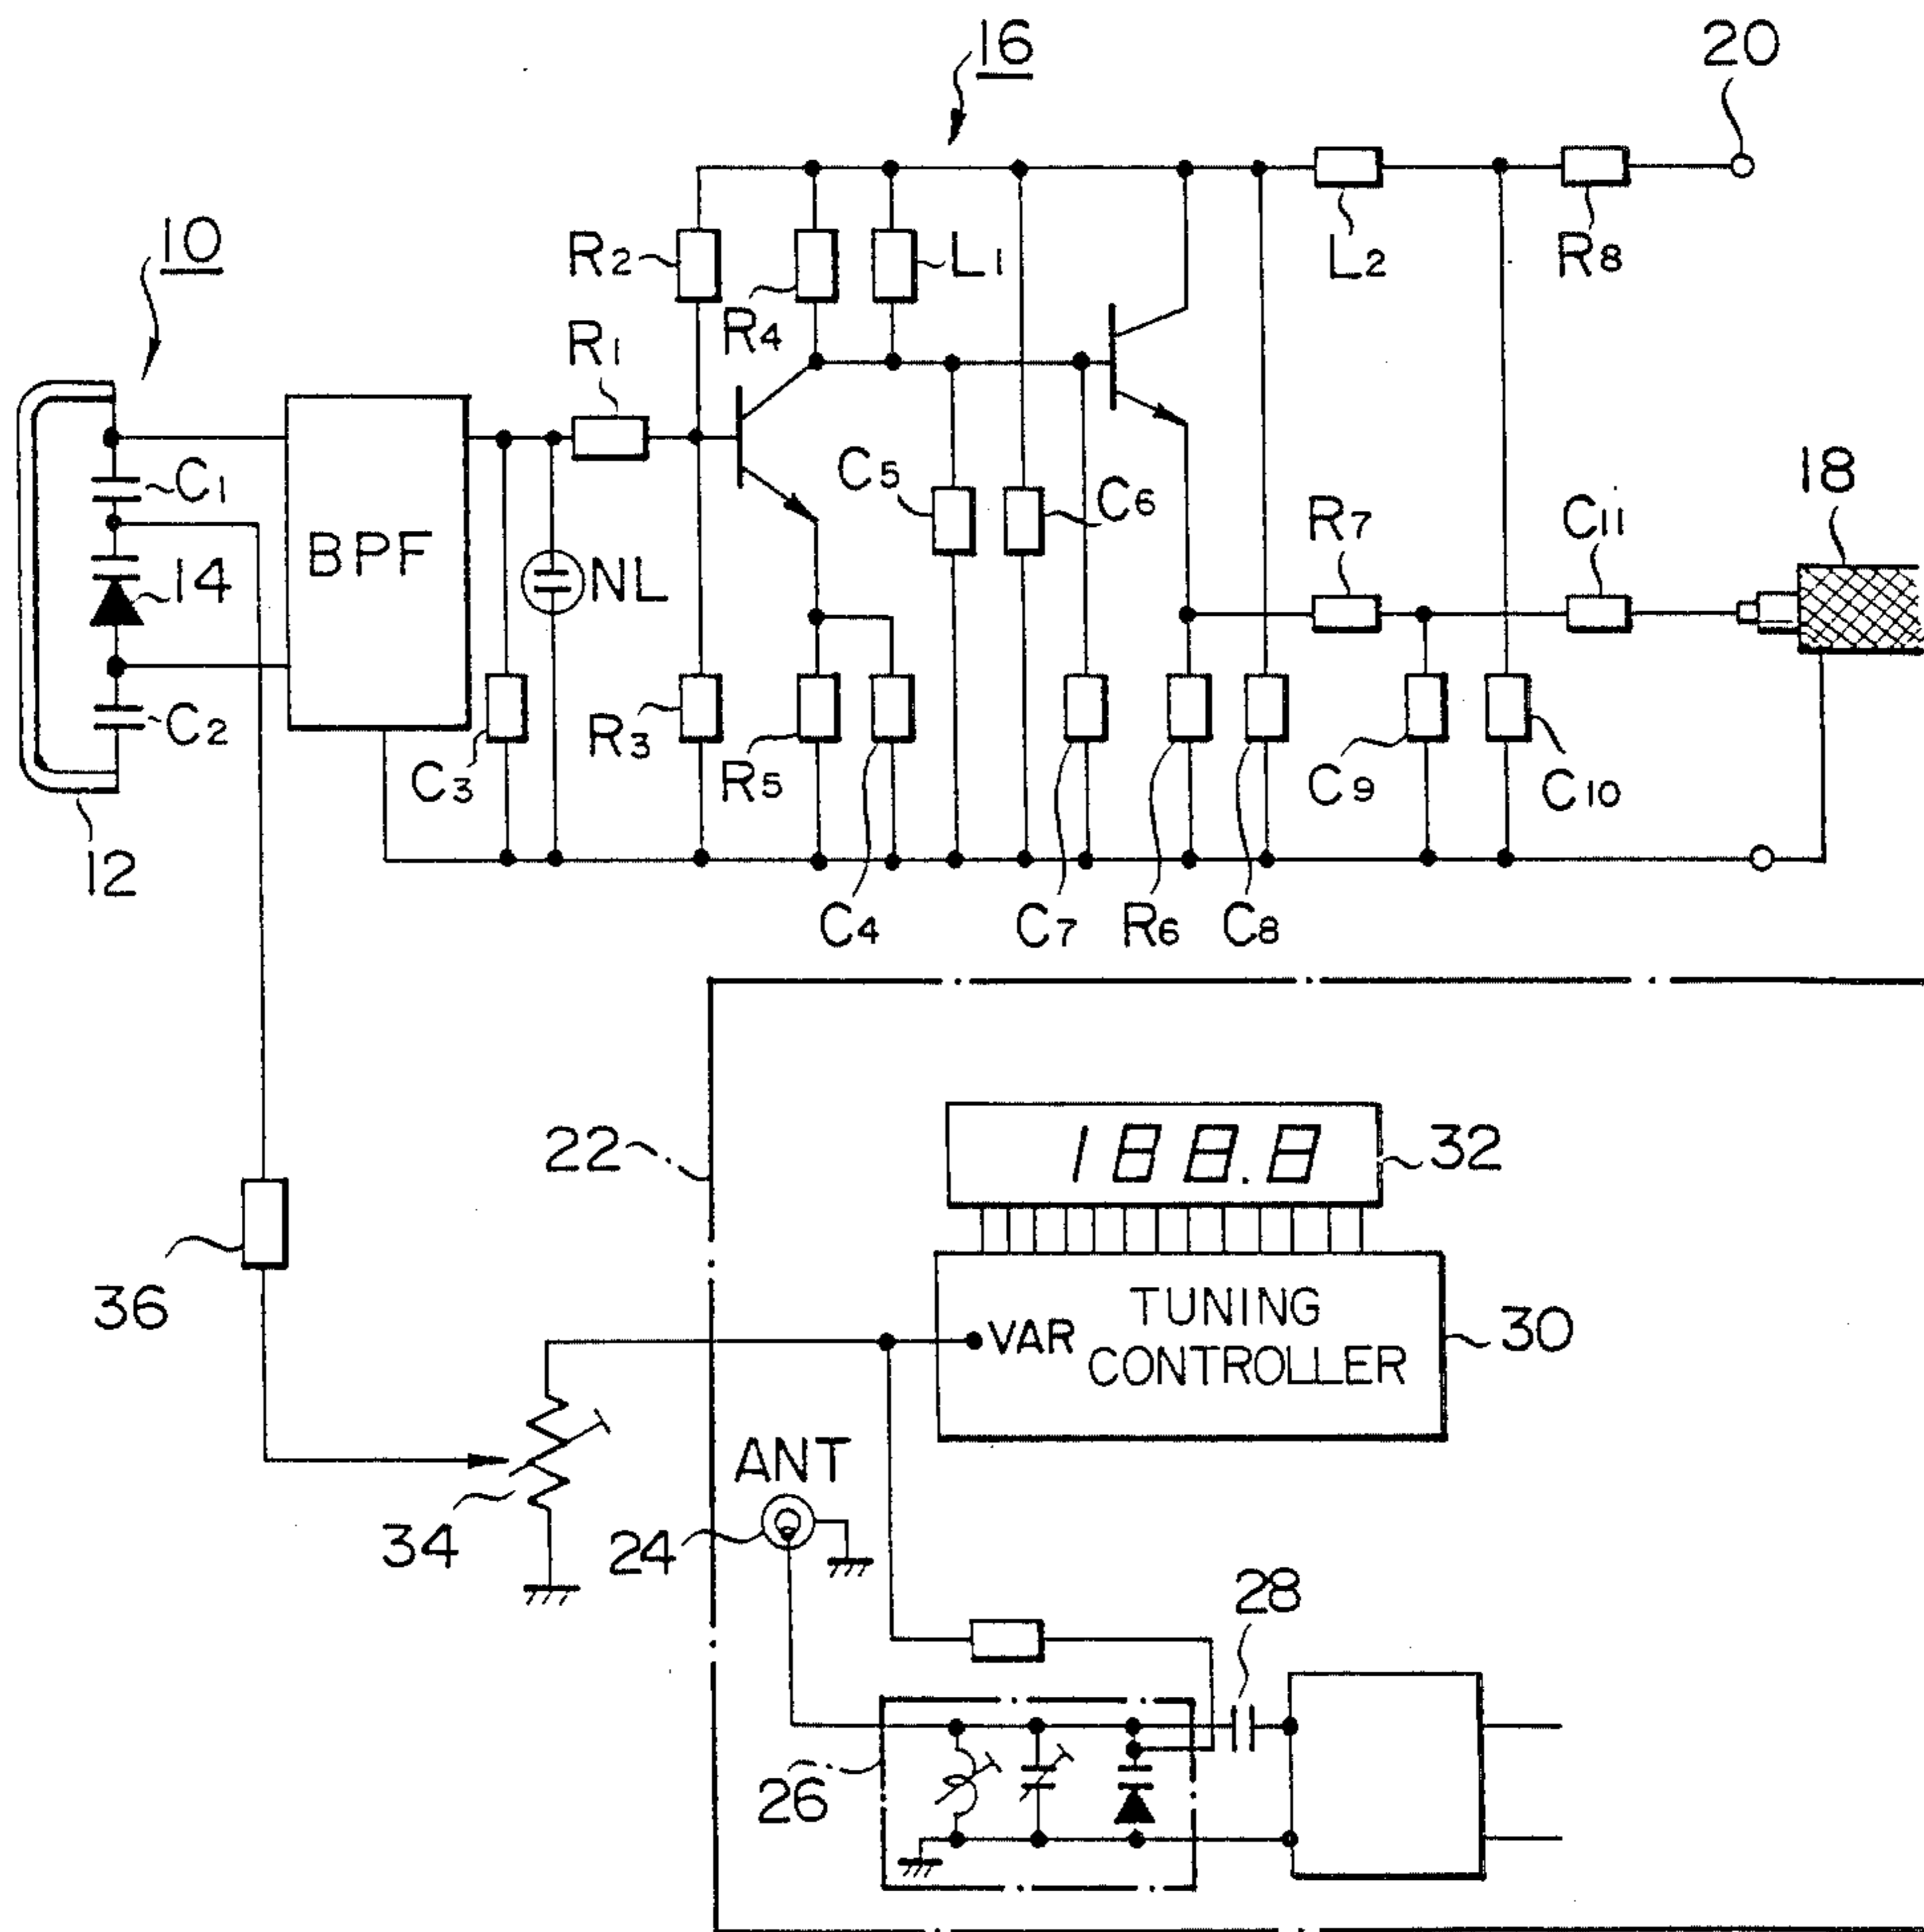 16
20
10
R2
R4
L1
L2
R8
R1
C1
14
BPF
NL
C5
C6
R7
C11
18
C2
C3
R3
R5
C9
C10
12
C4
C7
R6
C8
22
188.8
32
36
VAR
TUNING
CONTROLLER
30
ANT
34
24
28
26